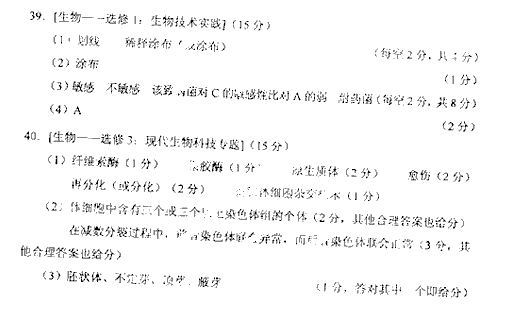 39. [生物——选修 1：生物技术实践]（15 分）
（1）划线 稀释涂布（或涂布）（每空 2 分，共 4 分）
（2）涂布（1 分）
（3）敏感 不敏感 该致病菌对 C 的敏感性比对 A 的弱 耐药菌（每空 2 分，共 8 分）
（4）A（2 分）
40. [生物——选修 3：现代生物科技专题]（15 分）
（1）纤维素酶（1 分） 果胶酶（1 分） 原生质体（2 分） 愈伤（2 分）
再分化（或分化）（2 分） 体细胞杂交技术（1 分）
（2）体细胞中含有三个或三个以上染色体组的个体（2 分，其他合理答案也给分）
在减数分裂过程中，前者染色体联会异常，而后者染色体联会正常（3 分，其
他合理答案也给分）
（3）胚状体、不定芽、顶芽、腋芽（1 分，答对其中一个即给分）